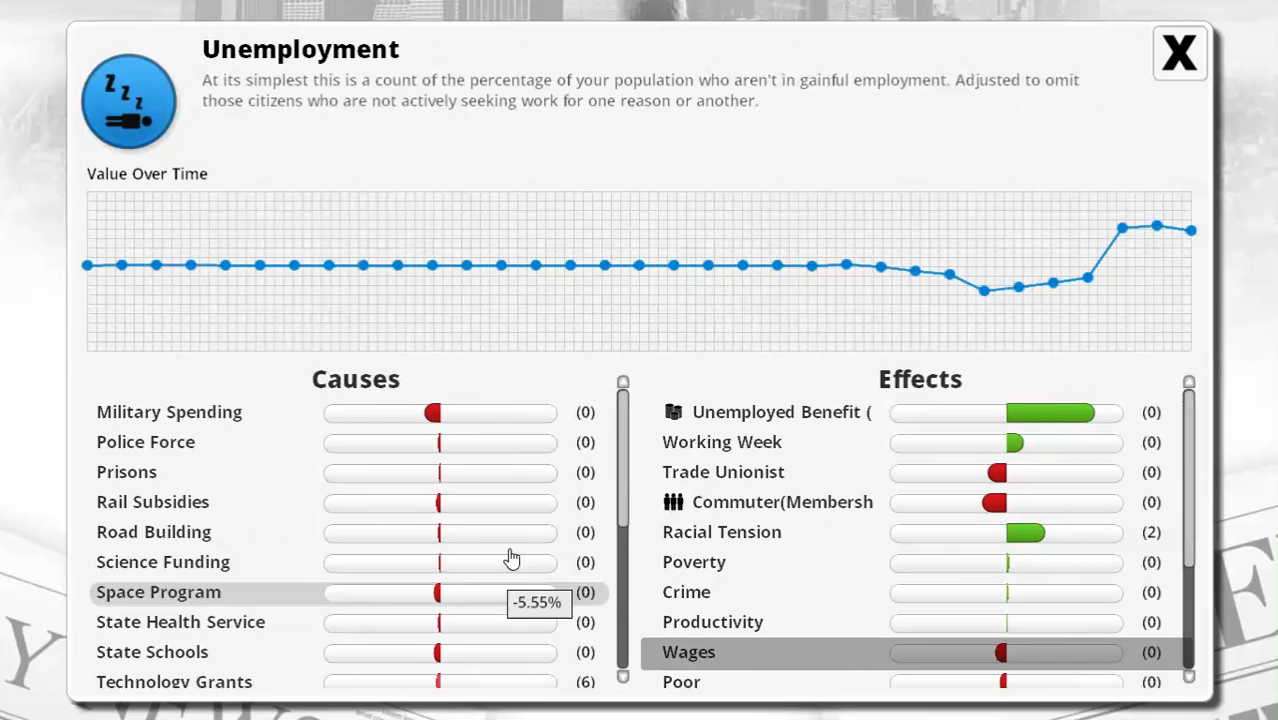 Unemployment
X
At its simplest this is a count of the percentage of your population who aren't in gainful employment. Adjusted to omit
those citizens who are not actively seeking work for one reason or another.
z z z
Value Over Time
Causes
Military Spending (0)
Police Force (0)
Prisons (0)
Rail Subsidies (0)
Road Building (0)
Science Funding (0)
Space Program (0)
-5.55%
State Health Service (0)
State Schools (0)
Technology Grants (6)
Effects
Unemployed Benefit ( (0)
Working Week (0)
Trade Unionist (0)
Commuter(Membersh (0)
Racial Tension (2)
Poverty (0)
Crime (0)
Productivity (0)
Wages (0)
Poor (0)